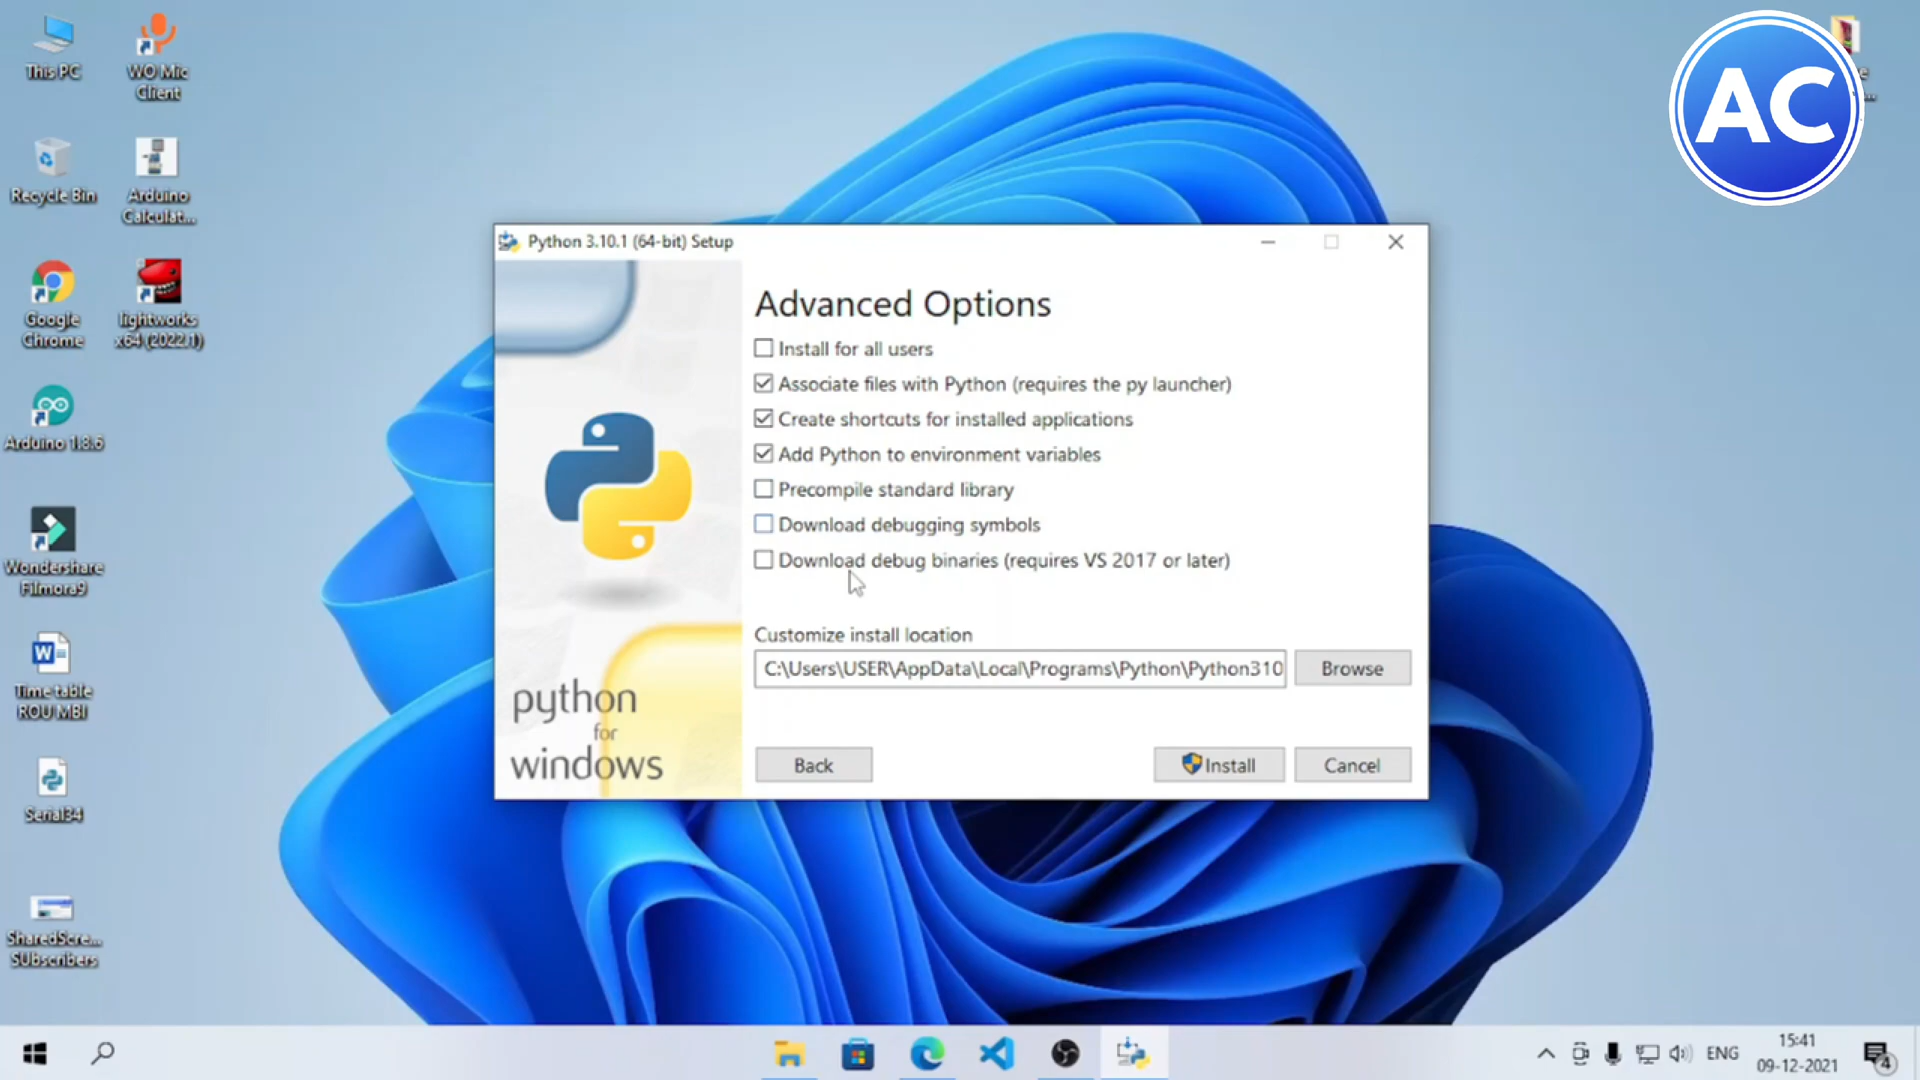 This PC
WO Mic
Client
Recycle Bin
Arduino
Calculat...
Google
Chrome
lightworks
x64 (2022.1)
Arduino 1.8.6
Wondershare
Filmora9
Time table
ROU MBI
Serial34
SharedScre...
SUbscribers
AC
Python 3.10.1 (64-bit) Setup
Advanced Options
Install for all users
Associate files with Python (requires the py launcher)
Create shortcuts for installed applications
Add Python to environment variables
Precompile standard library
Download debugging symbols
Download debug binaries (requires VS 2017 or later)
Customize install location
C:\Users\USER\AppData\Local\Programs\Python\Python310
Browse
python
for
windows
Back
Install
Cancel
ENG
15:41
09-12-2021
4